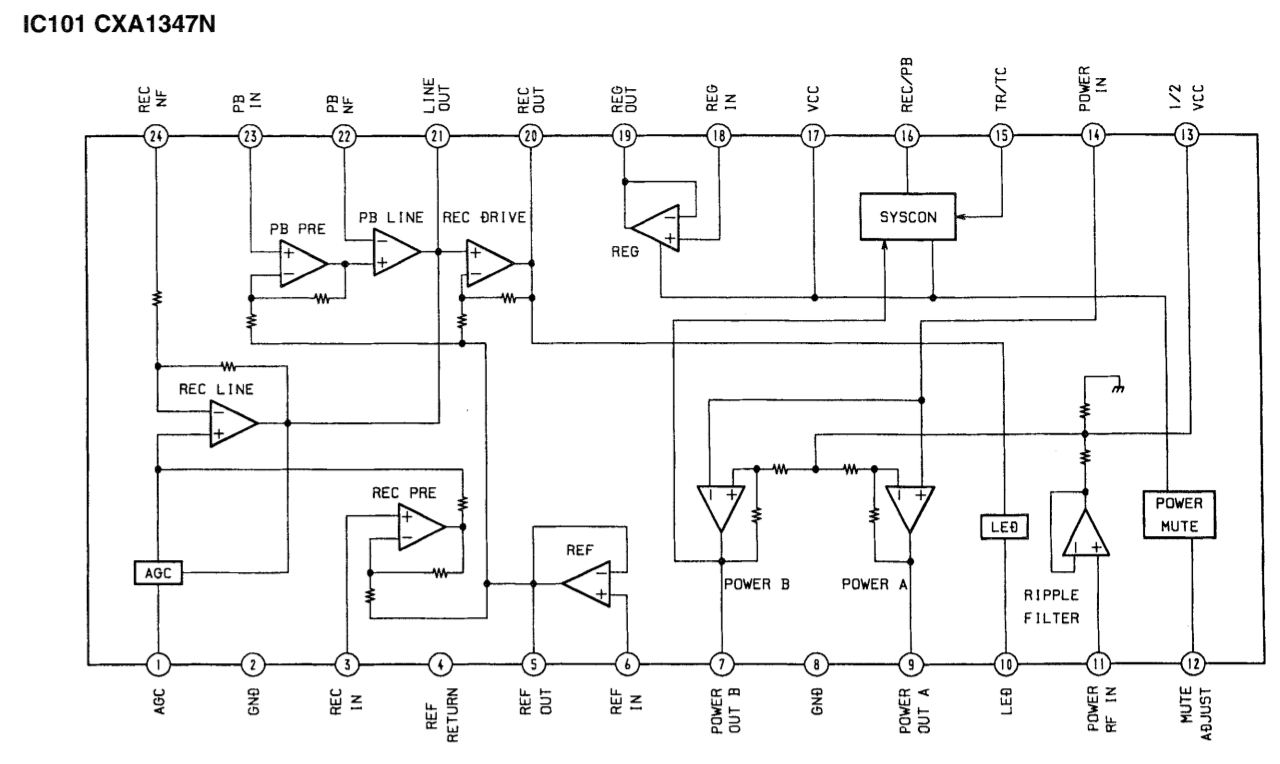 IC101 CXA1347N
REC
NF
PB
IN
PB
NF
LINE
OUT
REC
OUT
REG
OUT
REG
IN
VCC
REC/PB
TR/TC
POWER
IN
1/2
VCC
24
23
22
21
20
19
18
17
16
15
14
13
PB PRE
PB LINE
REC DRIVE
REG
SYSCON
+
−
−
+
+
−
−
+
REC LINE
−
+
REC PRE
+
−
AGC
REF
−
+
− +
− +
POWER B
POWER A
LED
− +
RIPPLE
FILTER
POWER
MUTE
1
2
3
4
5
6
7
8
9
10
11
12
AGC
GND
REC
IN
REF
RETURN
REF
OUT
REF
IN
POWER
OUT B
GND
POWER
OUT A
LED
POWER
RF IN
MUTE
ADJUST